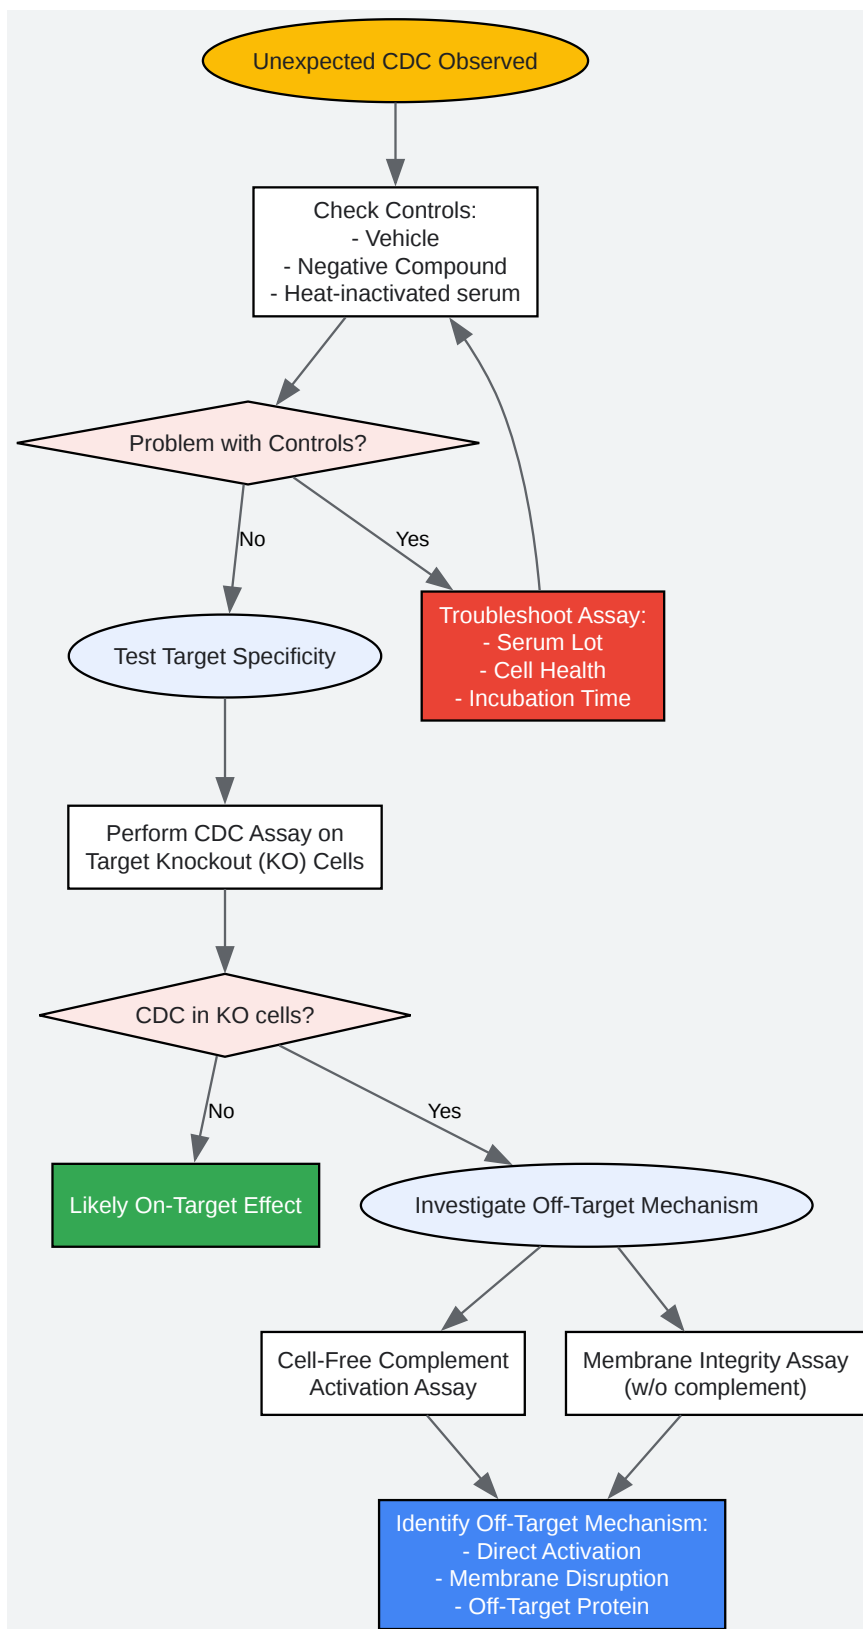 Unexpected CDC Observed
Check Controls:
- Vehicle
- Negative Compound
- Heat-inactivated serum
Problem with Controls?
No
Yes
Troubleshoot Assay:
- Serum Lot
- Cell Health
- Incubation Time
Test Target Specificity
Perform CDC Assay on
Target Knockout (KO) Cells
CDC in KO cells?
No
Yes
Likely On-Target Effect
Investigate Off-Target Mechanism
Cell-Free Complement
Activation Assay
Membrane Integrity Assay
(w/o complement)
Identify Off-Target Mechanism:
- Direct Activation
- Membrane Disruption
- Off-Target Protein